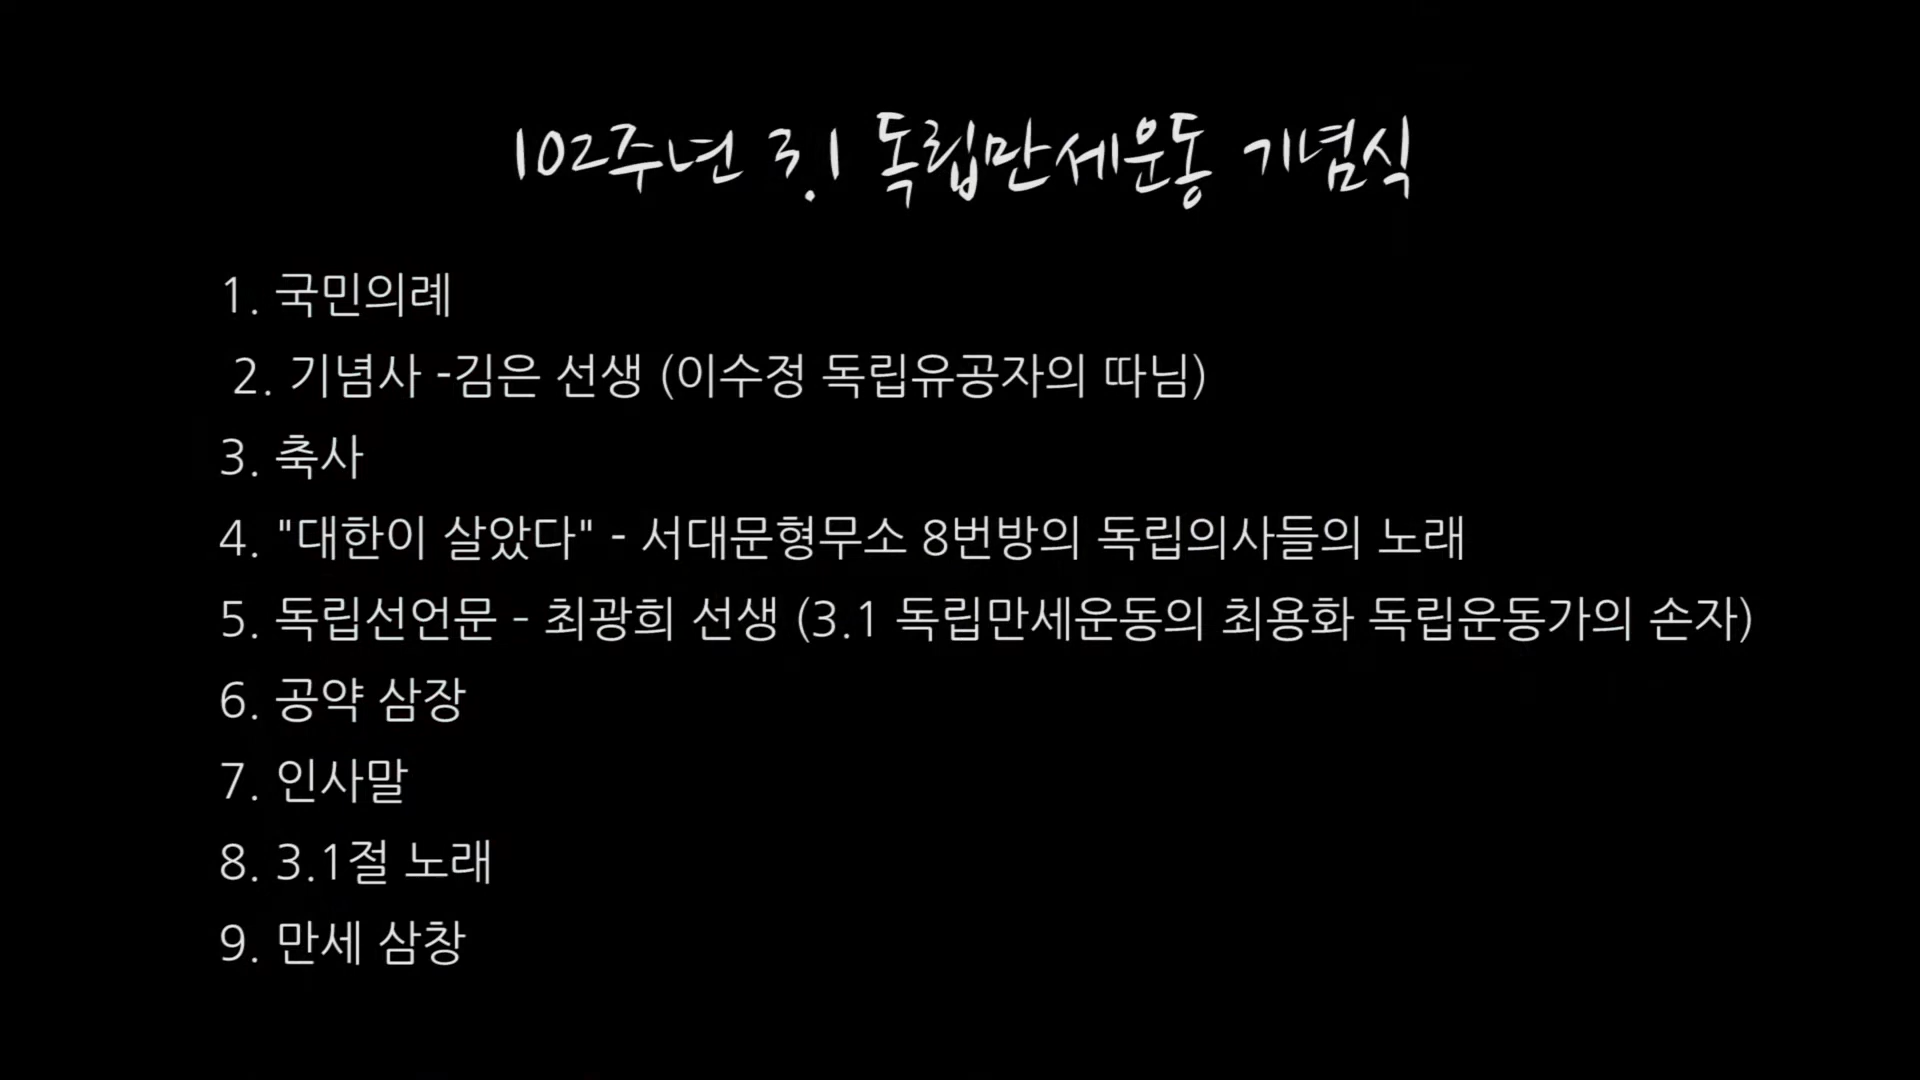 102주년 3.1 독립만세운동 기념식
1. 국민의례
2. 기념사 -김은 선생 (이수정 독립유공자의 따님)
3. 축사
4. "대한이 살았다" - 서대문형무소 8번방의 독립의사들의 노래
5. 독립선언문 - 최광희 선생 (3.1 독립만세운동의 최용화 독립운동가의 손자)
6. 공약 삼장
7. 인사말
8. 3.1절 노래
9. 만세 삼창